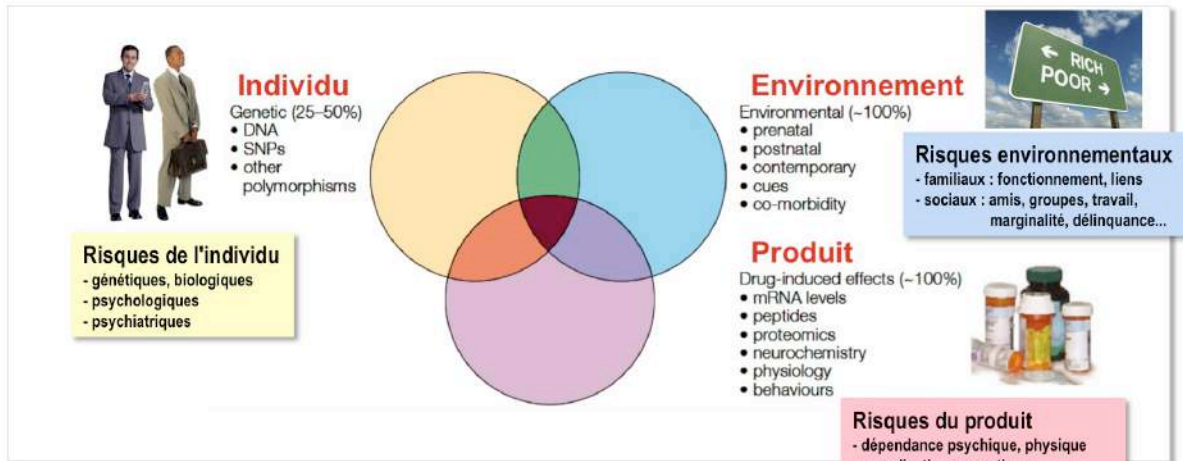 Individu
Genetic (25–50%)
• DNA
• SNPs
• other
polymorphisms
Risques de l'individu
- génétiques, biologiques
- psychologiques
- psychiatriques
Environnement
Environmental (~100%)
• prenatal
• postnatal
• contemporary
• cues
• co-morbidity
← RICH
POOR →
Risques environnementaux
- familiaux : fonctionnement, liens
- sociaux : amis, groupes, travail,
marginalité, délinquance...
Produit
Drug-induced effects (~100%)
• mRNA levels
• peptides
• proteomics
• neurochemistry
• physiology
• behaviours
Risques du produit
- dépendance psychique, physique